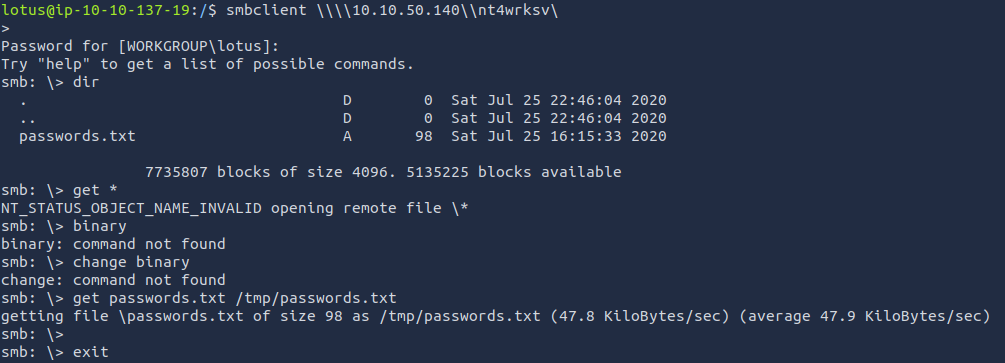 lotus@ip-10-10-137-19:/$ smbclient \\\\10.10.50.140\\nt4wrksv\
>
Password for [WORKGROUP\lotus]:
Try "help" to get a list of possible commands.
smb: \> dir
  .                                   D        0  Sat Jul 25 22:46:04 2020
  ..                                  D        0  Sat Jul 25 22:46:04 2020
  passwords.txt                       A       98  Sat Jul 25 16:15:33 2020
                7735807 blocks of size 4096. 5135225 blocks available
smb: \> get *
NT_STATUS_OBJECT_NAME_INVALID opening remote file \*
smb: \> binary
binary: command not found
smb: \> change binary
change: command not found
smb: \> get passwords.txt /tmp/passwords.txt
getting file \passwords.txt of size 98 as /tmp/passwords.txt (47.8 KiloBytes/sec) (average 47.9 KiloBytes/sec)
smb: \>
smb: \> exit